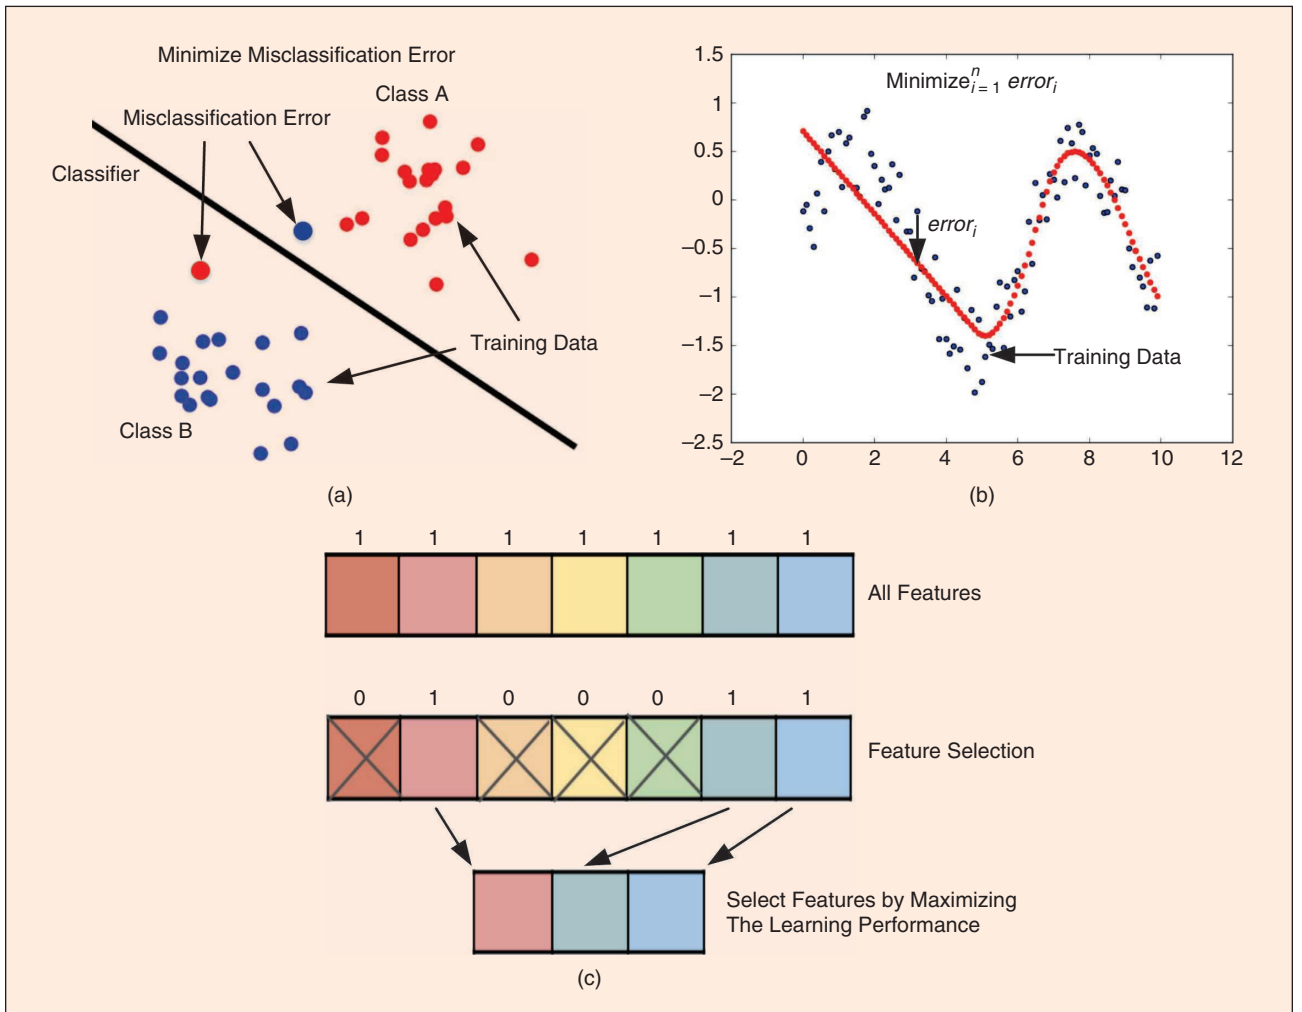 Minimize Misclassification Error
Class A
Misclassification Error
Classifier
Training Data
Class B
(a)
1.5
1
0.5
0
–0.5
–1
–1.5
–2
–2.5
–2 0 2 4 6 8 10 12
Minimize n i = 1 error i
error i
Training Data
(b)
1 1 1 1 1 1 1
All Features
0 1 0 0 0 1 1
Feature Selection
Select Features by Maximizing
The Learning Performance
(c)